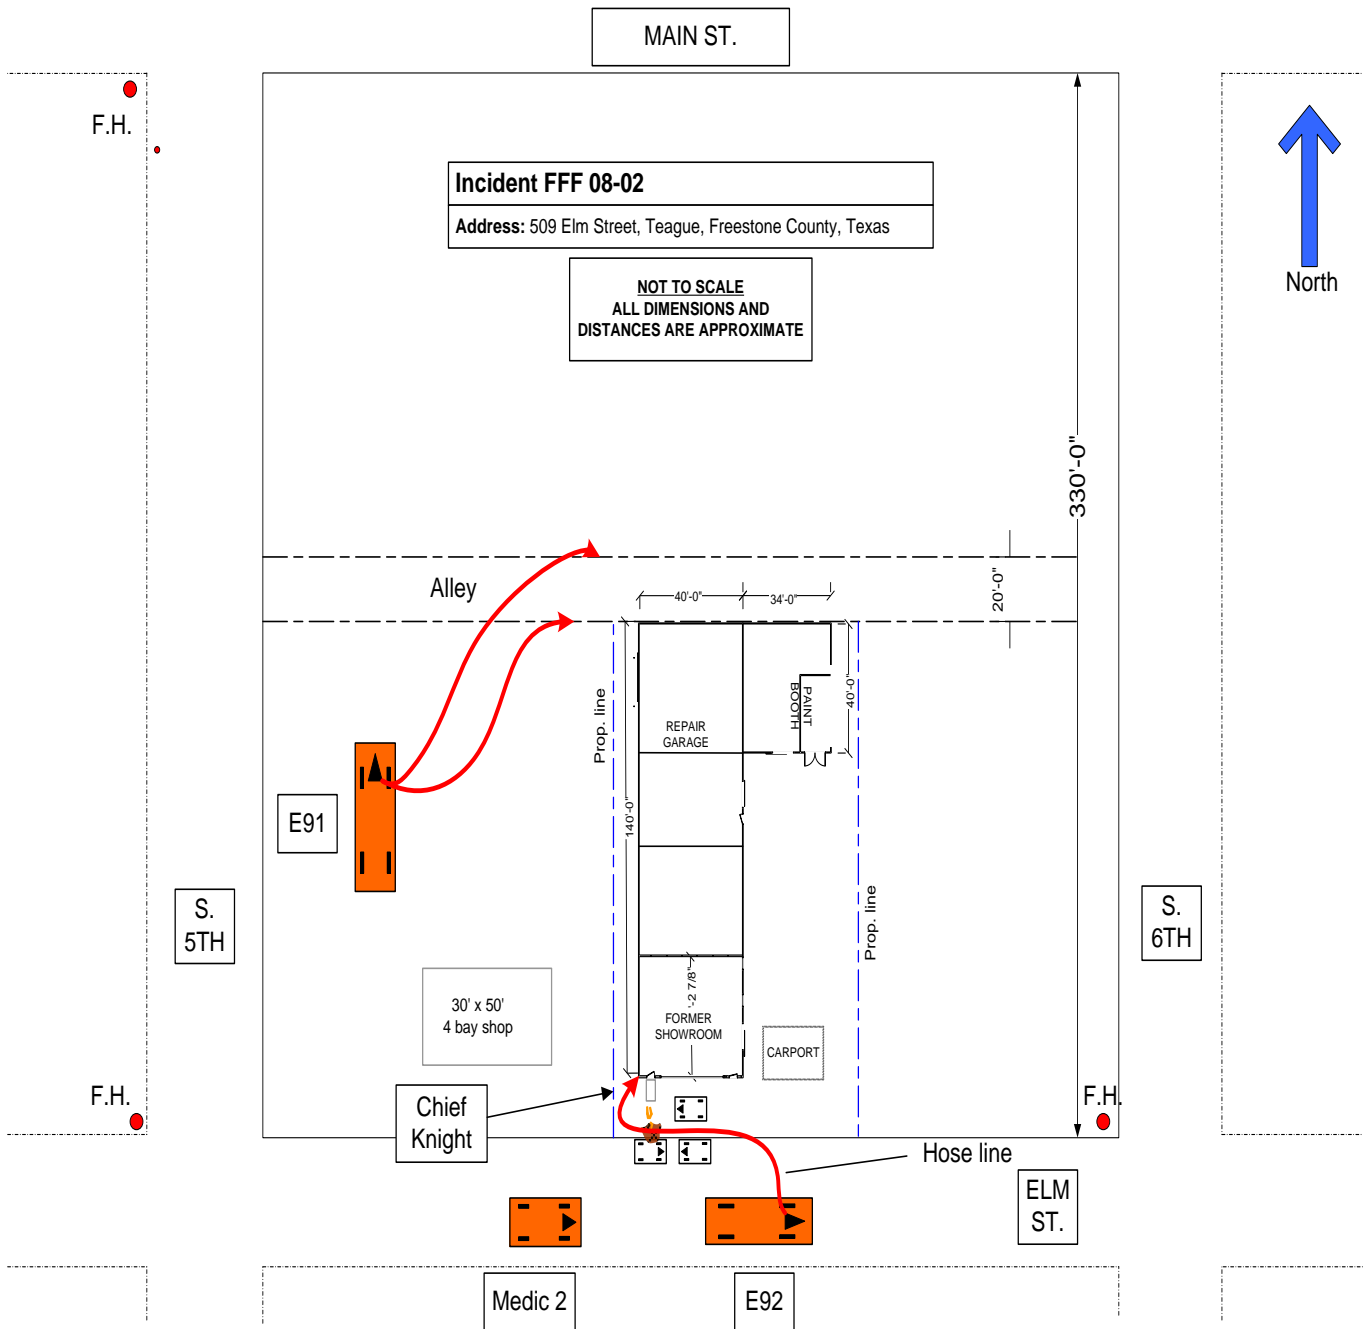 MAIN ST.
F.H.
Incident FFF 08-02
Address: 509 Elm Street, Teague, Freestone County, Texas
NOT TO SCALE
ALL DIMENSIONS AND
DISTANCES ARE APPROXIMATE
North
330'-0"
Alley
20'-0"
40'-0"
34'-0"
Prop. line
REPAIR
GARAGE
PAINT
BOOTH
40'-0"
E91
140'-0"
S.
5TH
Prop. line
S.
6TH
30' x 50'
4 bay shop
'-2 7/8"
FORMER
SHOWROOM
CARPORT
F.H.
Chief
Knight
F.H.
Hose line
ELM
ST.
Medic 2
E92